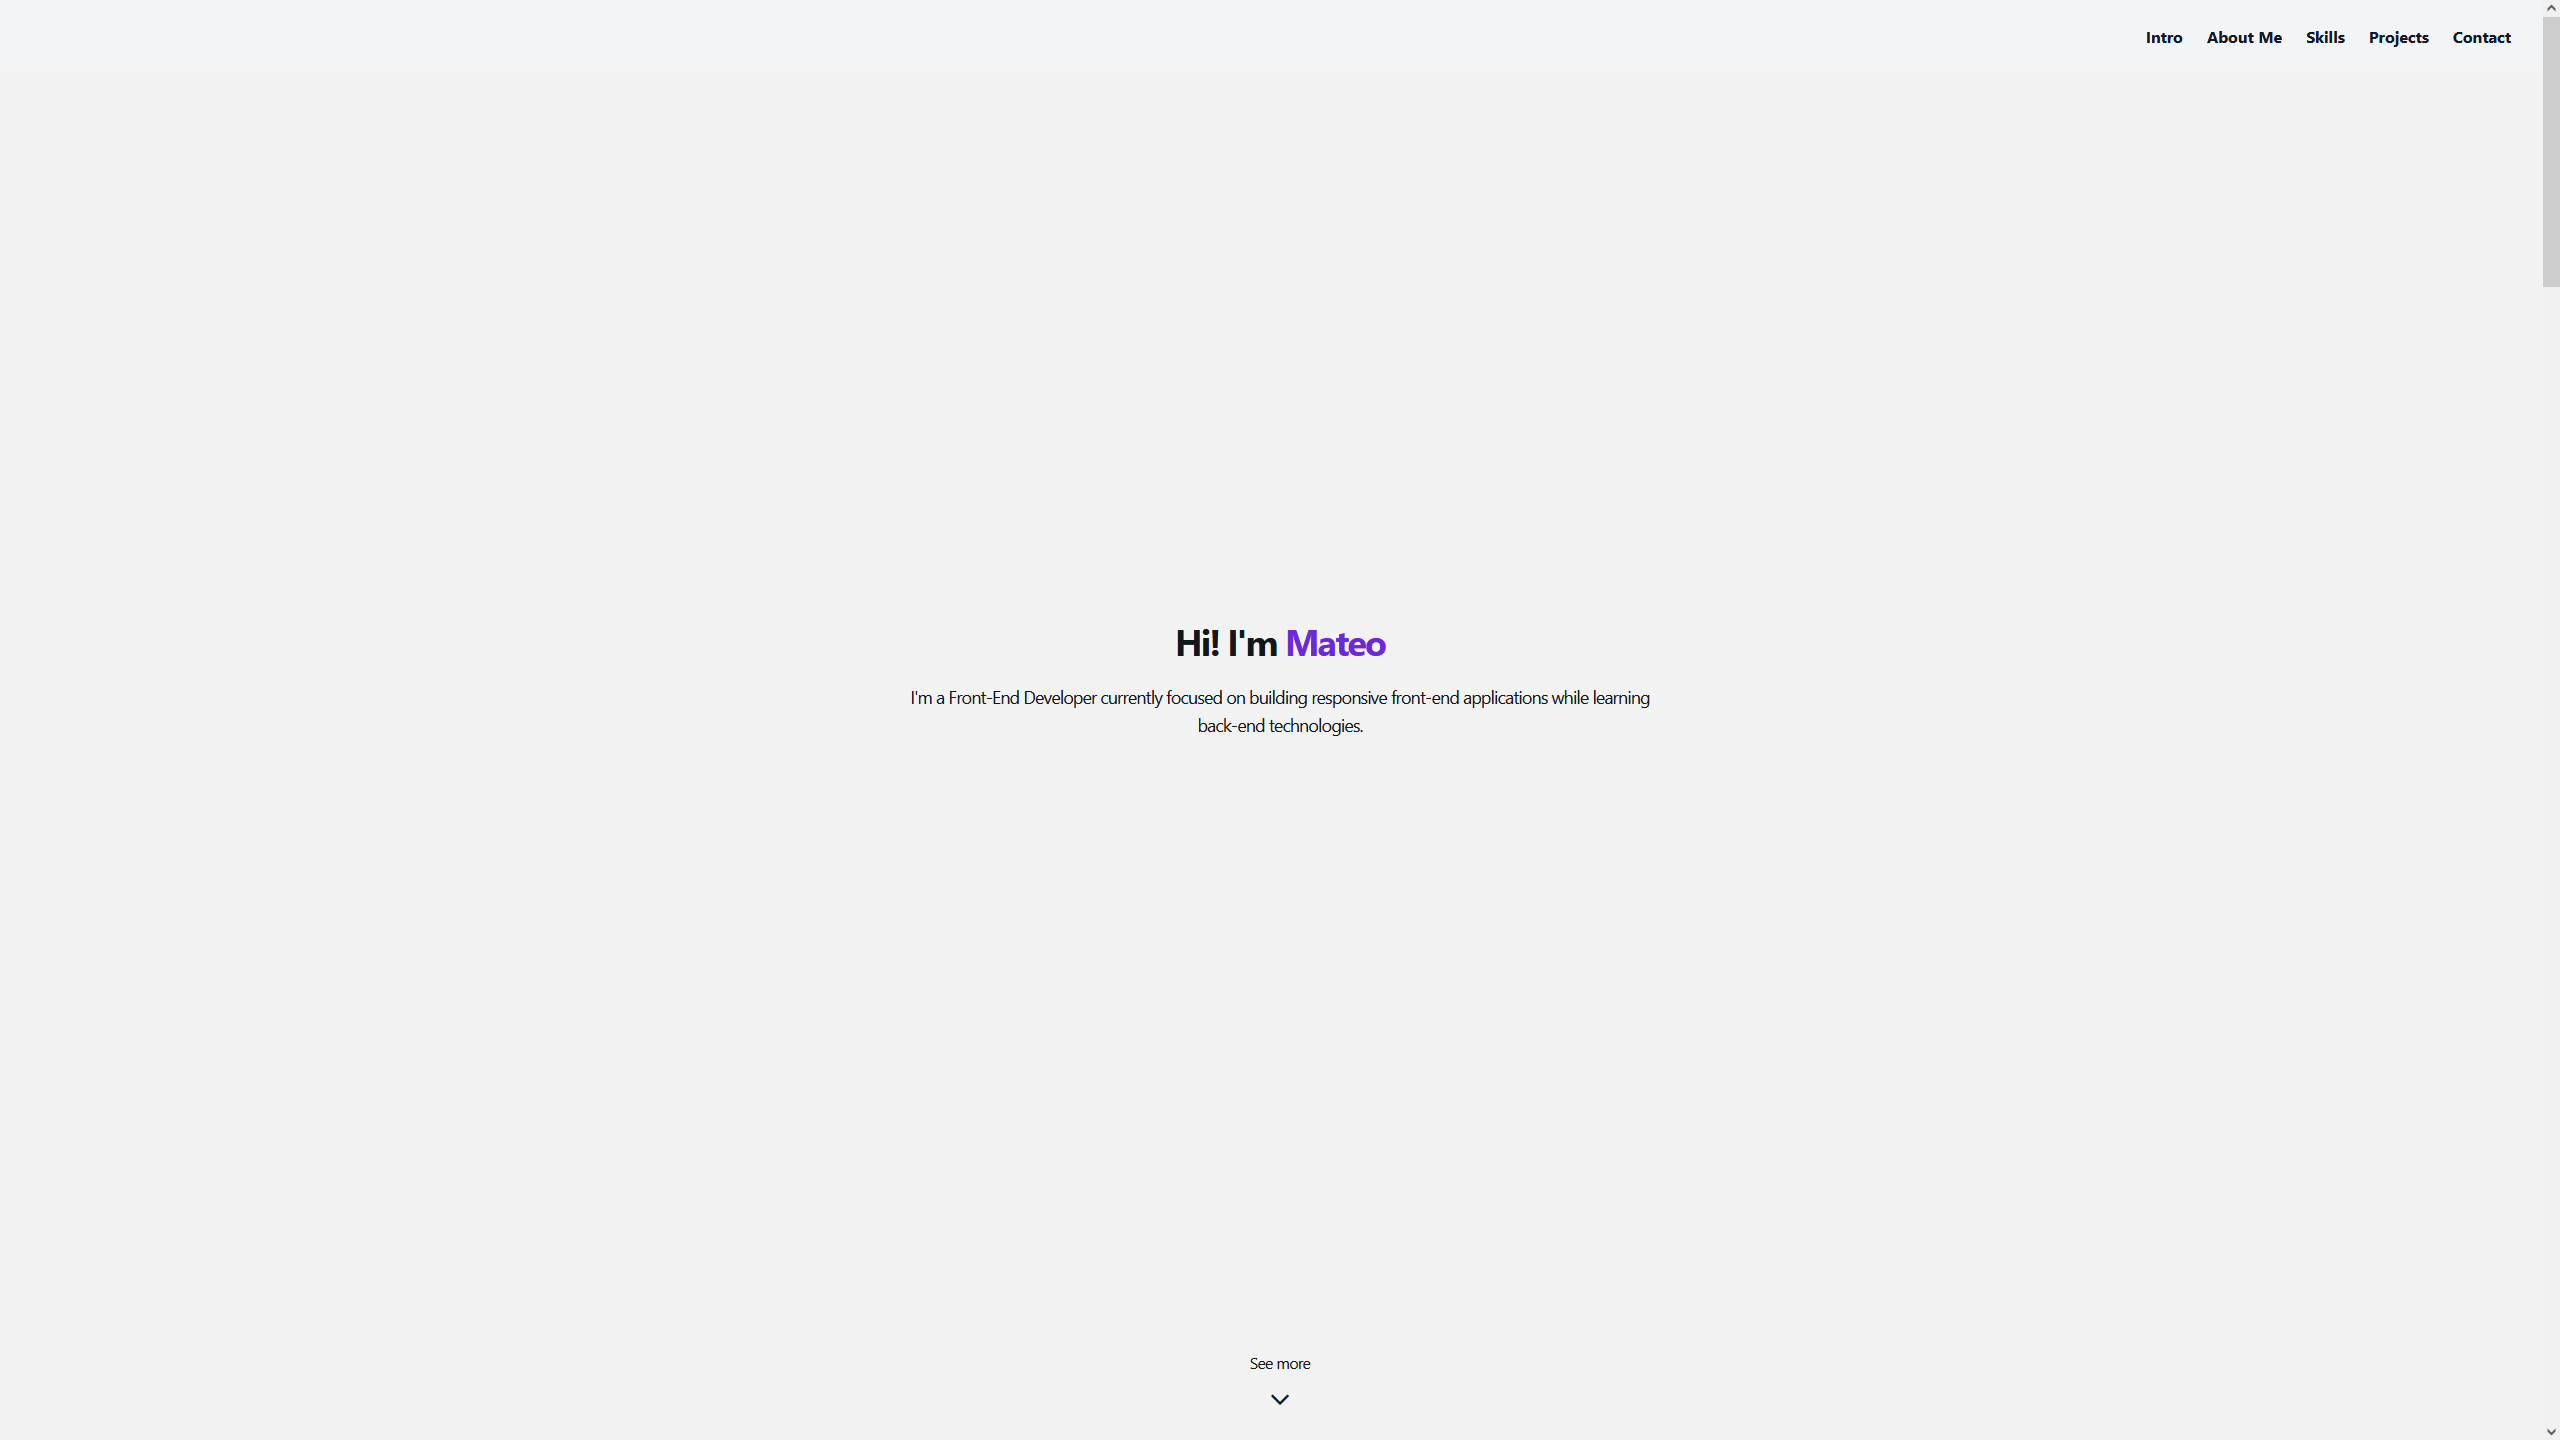 Intro About Me Skills Projects Contact
Hi! I'm Mateo
I'm a Front-End Developer currently focused on building responsive front-end applications while learning
back-end technologies.
See more